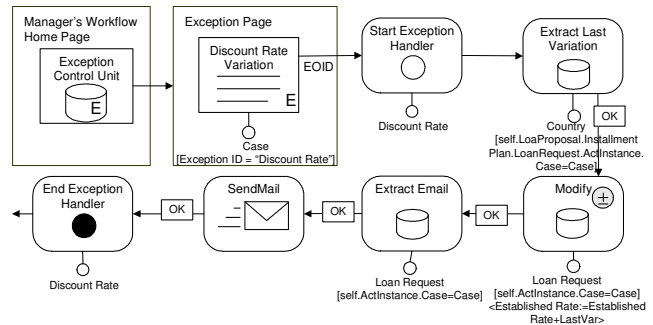 Manager's Workflow
Home Page
Exception
Control Unit
E
Exception Page
Discount Rate
Variation
E
EOID
Case
[Exception ID = "Discount Rate"]
Start Exception
Handler
Discount Rate
Extract Last
Variation
OK
Country
[self.LoaProposal.Installment
Plan.LoanRequest.ActInstance.
Case=Case]
End Exception
Handler
Discount Rate
OK
SendMail
OK
Extract Email
Loan Request
[self.ActInstance.Case=Case]
OK
Modify
+
Loan Request
[self.ActInstance.Case=Case]
<Established Rate:=Established
Rate+LastVar>